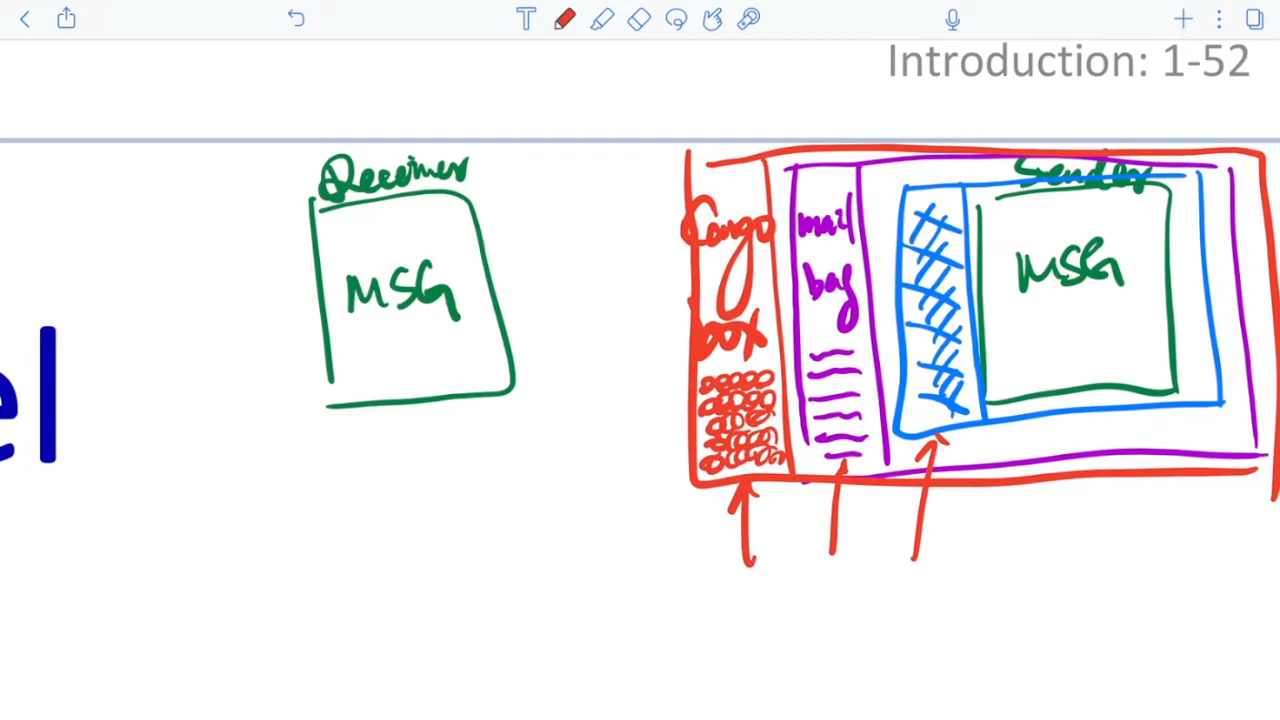 Introduction: 1-52
Receiver
Sender
MSG
MSG
Cargo
box
mail
bag
el